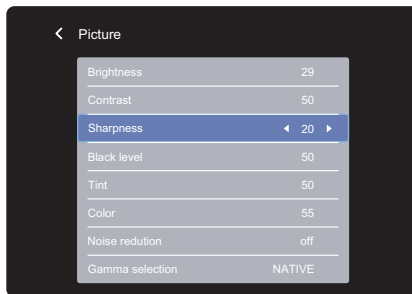 Picture
Brightness 29
Contrast 50
Sharpness 20
Black level 50
Tint 50
Color 55
Noise redution off
Gamma selection NATIVE